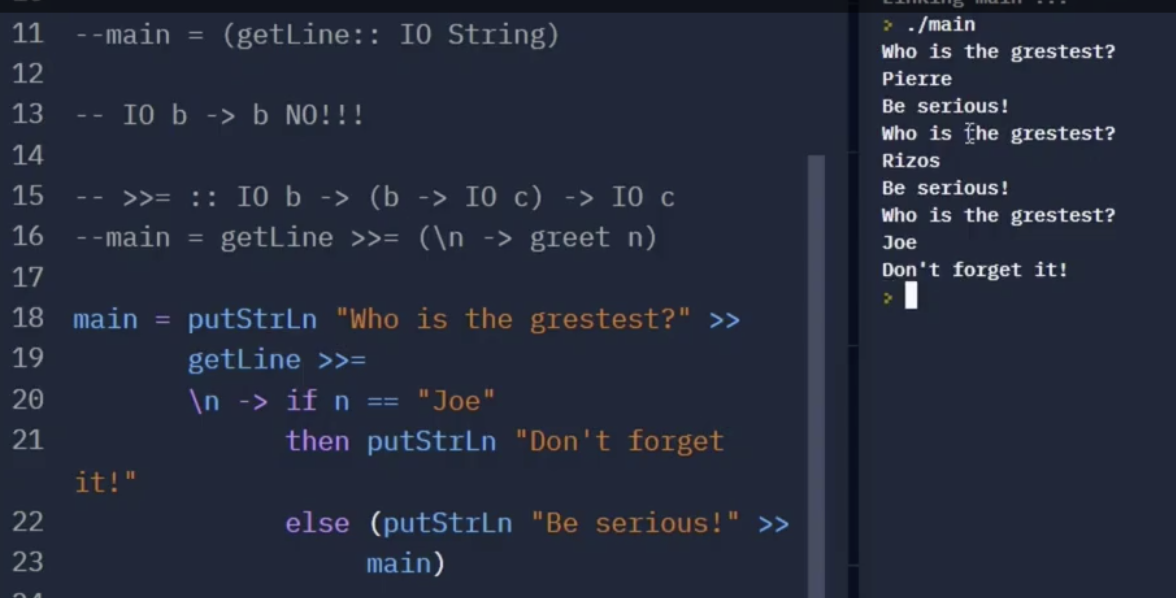 11 --main = (getLine:: IO String)
12
13 -- IO b -> b NO!!!
14
15 -- >>= :: IO b -> (b -> IO c) -> IO c
16 --main = getLine >>= (\n -> greet n)
17
18 main = putStrLn "Who is the grestest?" >>
19 getLine >>=
20 \n -> if n == "Joe"
21 then putStrLn "Don't forget
it!"
22 else (putStrLn "Be serious!" >>
23 main)
Linking main ...
> ./main
Who is the grestest?
Pierre
Be serious!
Who is the grestest?
Rizos
Be serious!
Who is the grestest?
Joe
Don't forget it!
>